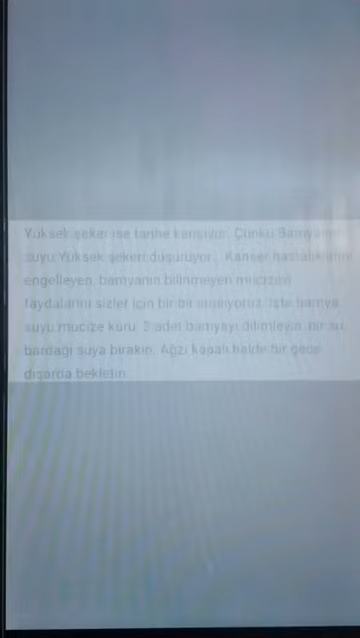 Yüksek şeker ise tarihe karışıyor. Çünkü Bamyanın
suyu Yüksek şekeri düşürüyor. Kanser hastalıklarını
engelleyen, bamyanın bilinmeyen mucizevi
faydalarını sizler için bir bir sunuyoruz. İşte bamya
suyu mucize kürü. 3 adet bamyayı dilimleyin, bir su
bardağı suya bırakın. Ağzı kapalı halde bir gece
dışarda bekletin.